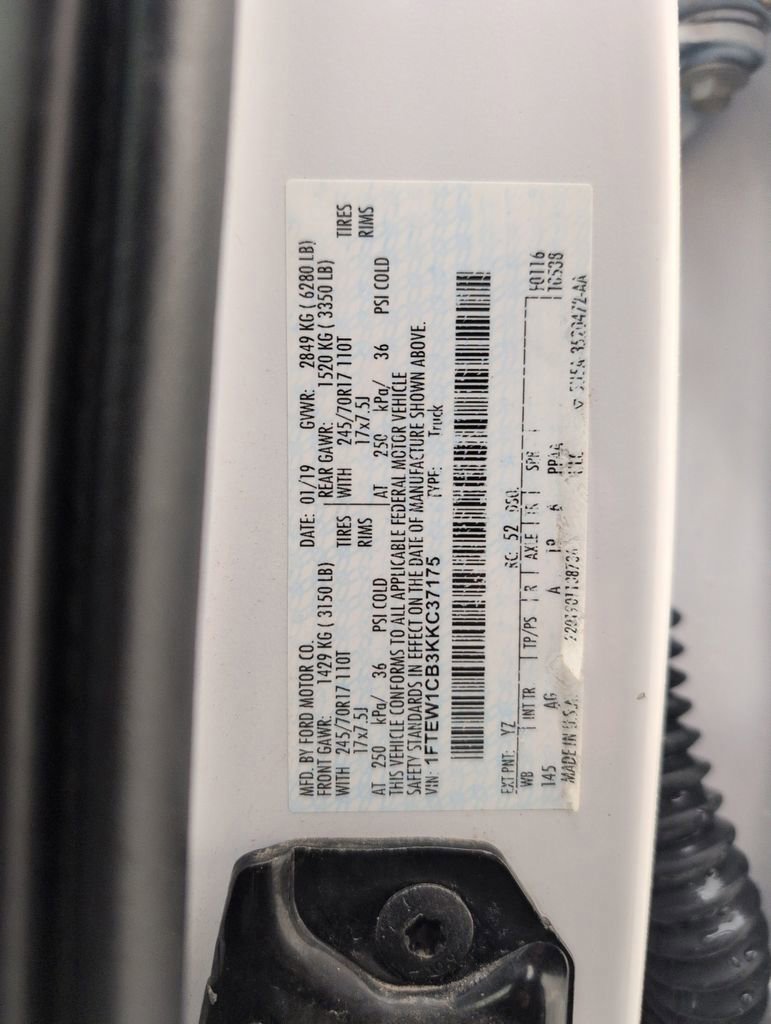 MFD. BY FORD MOTOR CO. DATE: 01/19 GVWR: 2849 KG ( 6280 LB)
FRONT GAWR: 1429 KG ( 3150 LB) REAR GAWR: 1520 KG ( 3350 LB)
WITH 245/70R17 110T TIRES WITH 245/70R17 110T TIRES
17x7.5J RIMS 17x7.5J RIMS
AT 250 kPa/ 36 PSI COLD AT 250 kPa/ 36 PSI COLD
THIS VEHICLE CONFORMS TO ALL APPLICABLE FEDERAL MOTOR VEHICLE
SAFETY STANDARDS IN EFFECT ON THE DATE OF MANUFACTURE SHOWN ABOVE.
VIN: 1FTEW1CB3KKC37175 TYPE: Truck
EXT PNT: YZ RC: 52 DSO:
WB INT TR TP/PS R AXLE TR SPR
145 AG A 19 6 PPAA
MADE IN U.S.A.